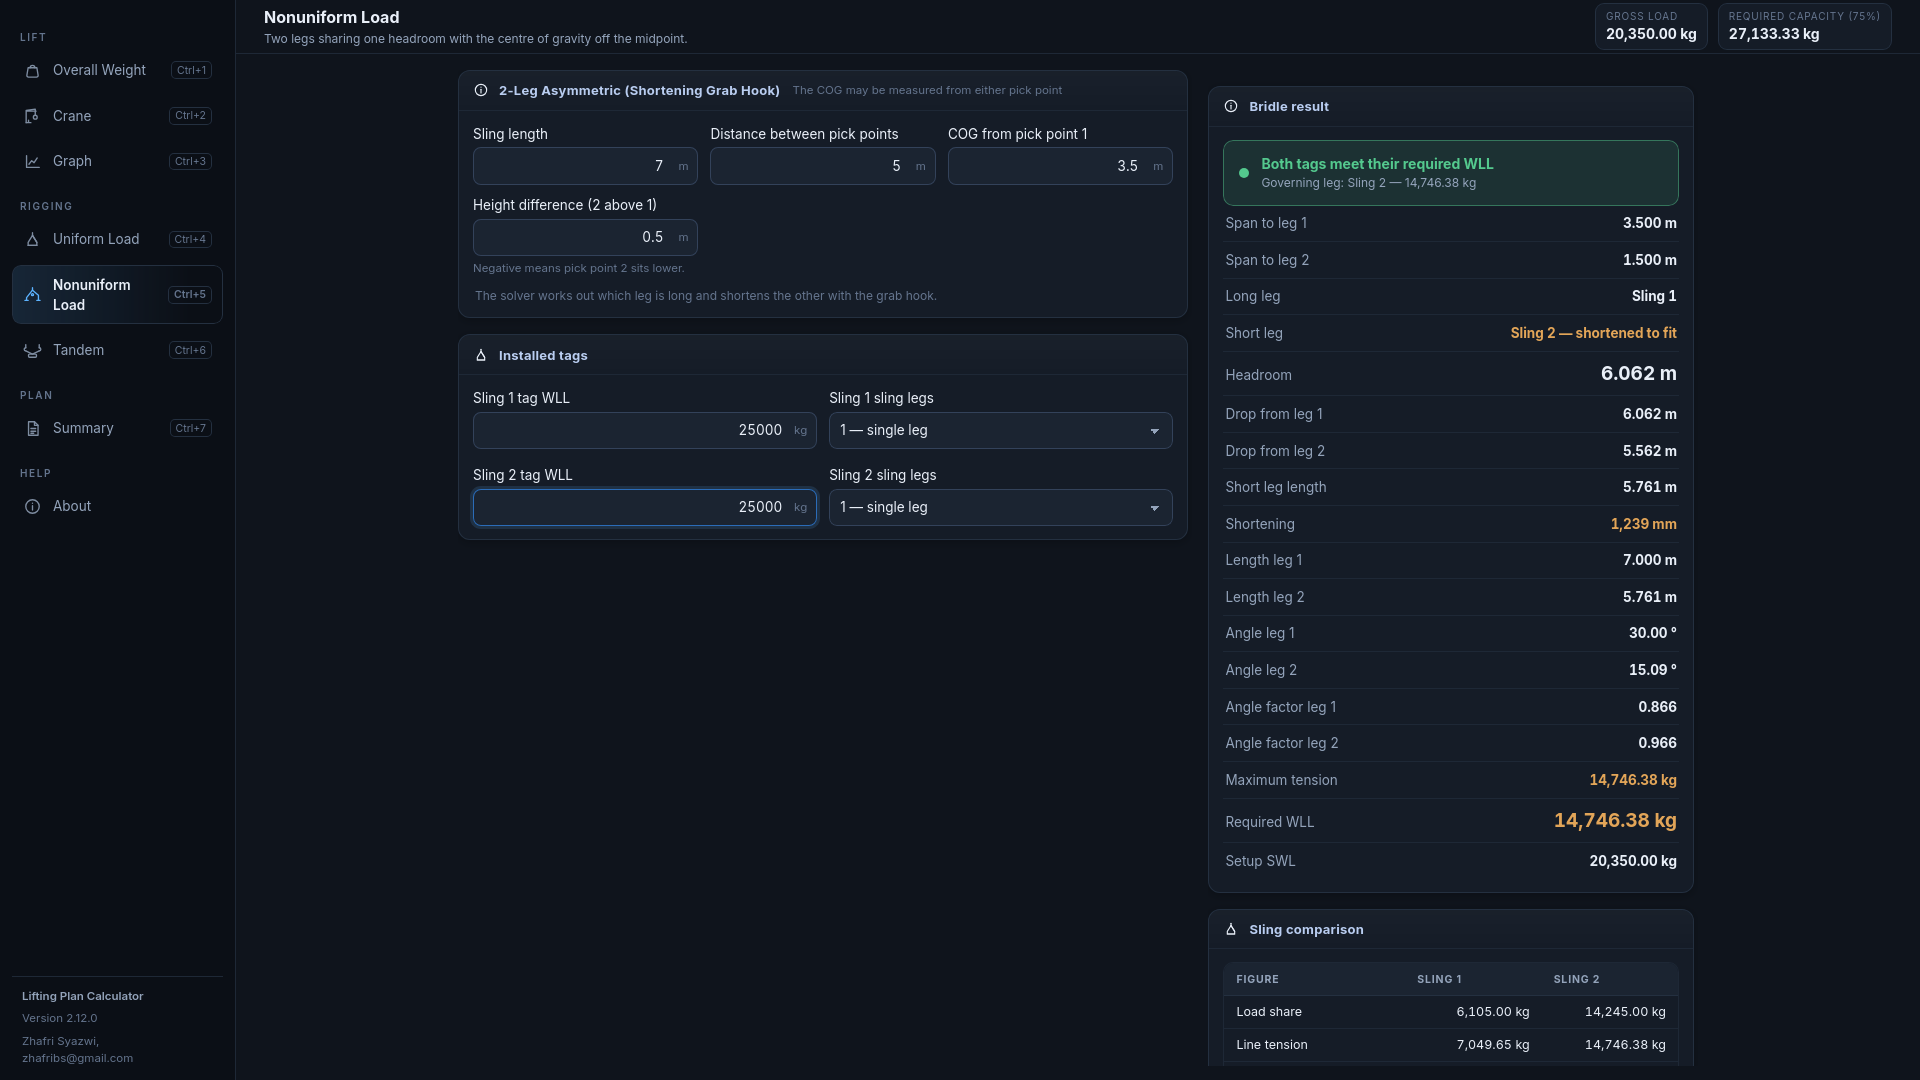 LIFT
Overall Weight Ctrl+1
Crane Ctrl+2
Graph Ctrl+3
RIGGING
Uniform Load Ctrl+4
Nonuniform Load Ctrl+5
Tandem Ctrl+6
PLAN
Summary Ctrl+7
HELP
About
Lifting Plan Calculator
Version 2.12.0
Zhafri Syazwi,
zhafribs@gmail.com
Nonuniform Load
Two legs sharing one headroom with the centre of gravity off the midpoint.
GROSS LOAD
20,350.00 kg
REQUIRED CAPACITY (75%)
27,133.33 kg
2-Leg Asymmetric (Shortening Grab Hook) The COG may be measured from either pick point
Sling length
7 m
Distance between pick points
5 m
COG from pick point 1
3.5 m
Height difference (2 above 1)
0.5 m
Negative means pick point 2 sits lower.
The solver works out which leg is long and shortens the other with the grab hook.
Installed tags
Sling 1 tag WLL
25000 kg
Sling 1 sling legs
1 — single leg
Sling 2 tag WLL
25000 kg
Sling 2 sling legs
1 — single leg
Bridle result
Both tags meet their required WLL
Governing leg: Sling 2 — 14,746.38 kg
Span to leg 1 3.500 m
Span to leg 2 1.500 m
Long leg Sling 1
Short leg Sling 2 — shortened to fit
Headroom 6.062 m
Drop from leg 1 6.062 m
Drop from leg 2 5.562 m
Short leg length 5.761 m
Shortening 1,239 mm
Length leg 1 7.000 m
Length leg 2 5.761 m
Angle leg 1 30.00 °
Angle leg 2 15.09 °
Angle factor leg 1 0.866
Angle factor leg 2 0.966
Maximum tension 14,746.38 kg
Required WLL 14,746.38 kg
Setup SWL 20,350.00 kg
Sling comparison
FIGURE SLING 1 SLING 2
Load share 6,105.00 kg 14,245.00 kg
Line tension 7,049.65 kg 14,746.38 kg